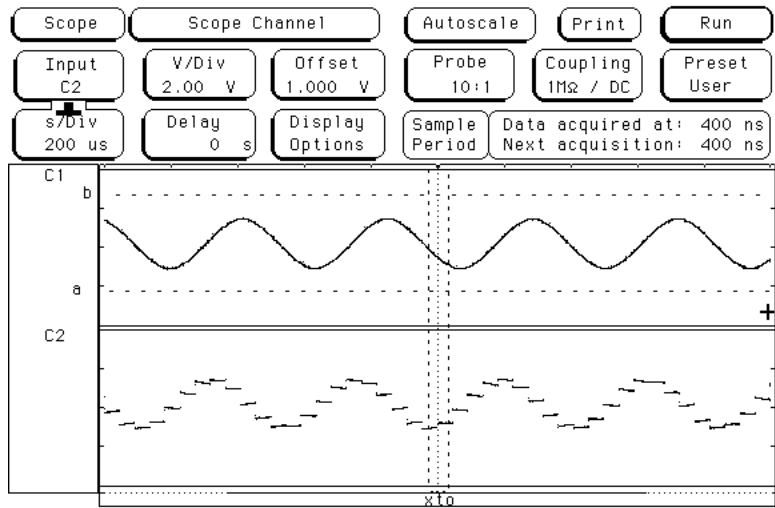 Scope Scope Channel Autoscale Print Run
Input V/Div Offset Probe Coupling Preset
C2 2.00 V 1.000 V 10:1 1MΩ / DC User
s/Div Delay Display Sample Data acquired at: 400 ns
200 us 0 s Options Period Next acquisition: 400 ns
C1
b
a
C2
xto